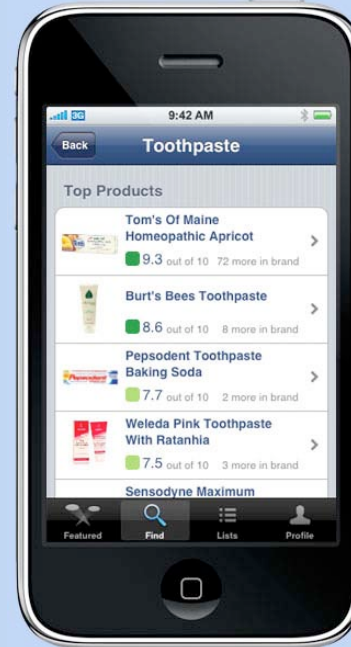 3G 9:42 AM
Back Toothpaste
Top Products
Tom's Of Maine
Homeopathic Apricot
9.3 out of 10 72 more in brand
Burt's Bees Toothpaste
8.6 out of 10 8 more in brand
Pepsodent Toothpaste
Baking Soda
Pepsodent
7.7 out of 10 2 more in brand
Weleda Pink Toothpaste
With Ratanhia
7.5 out of 10 3 more in brand
Sensodyne Maximum
Featured Find Lists Profile